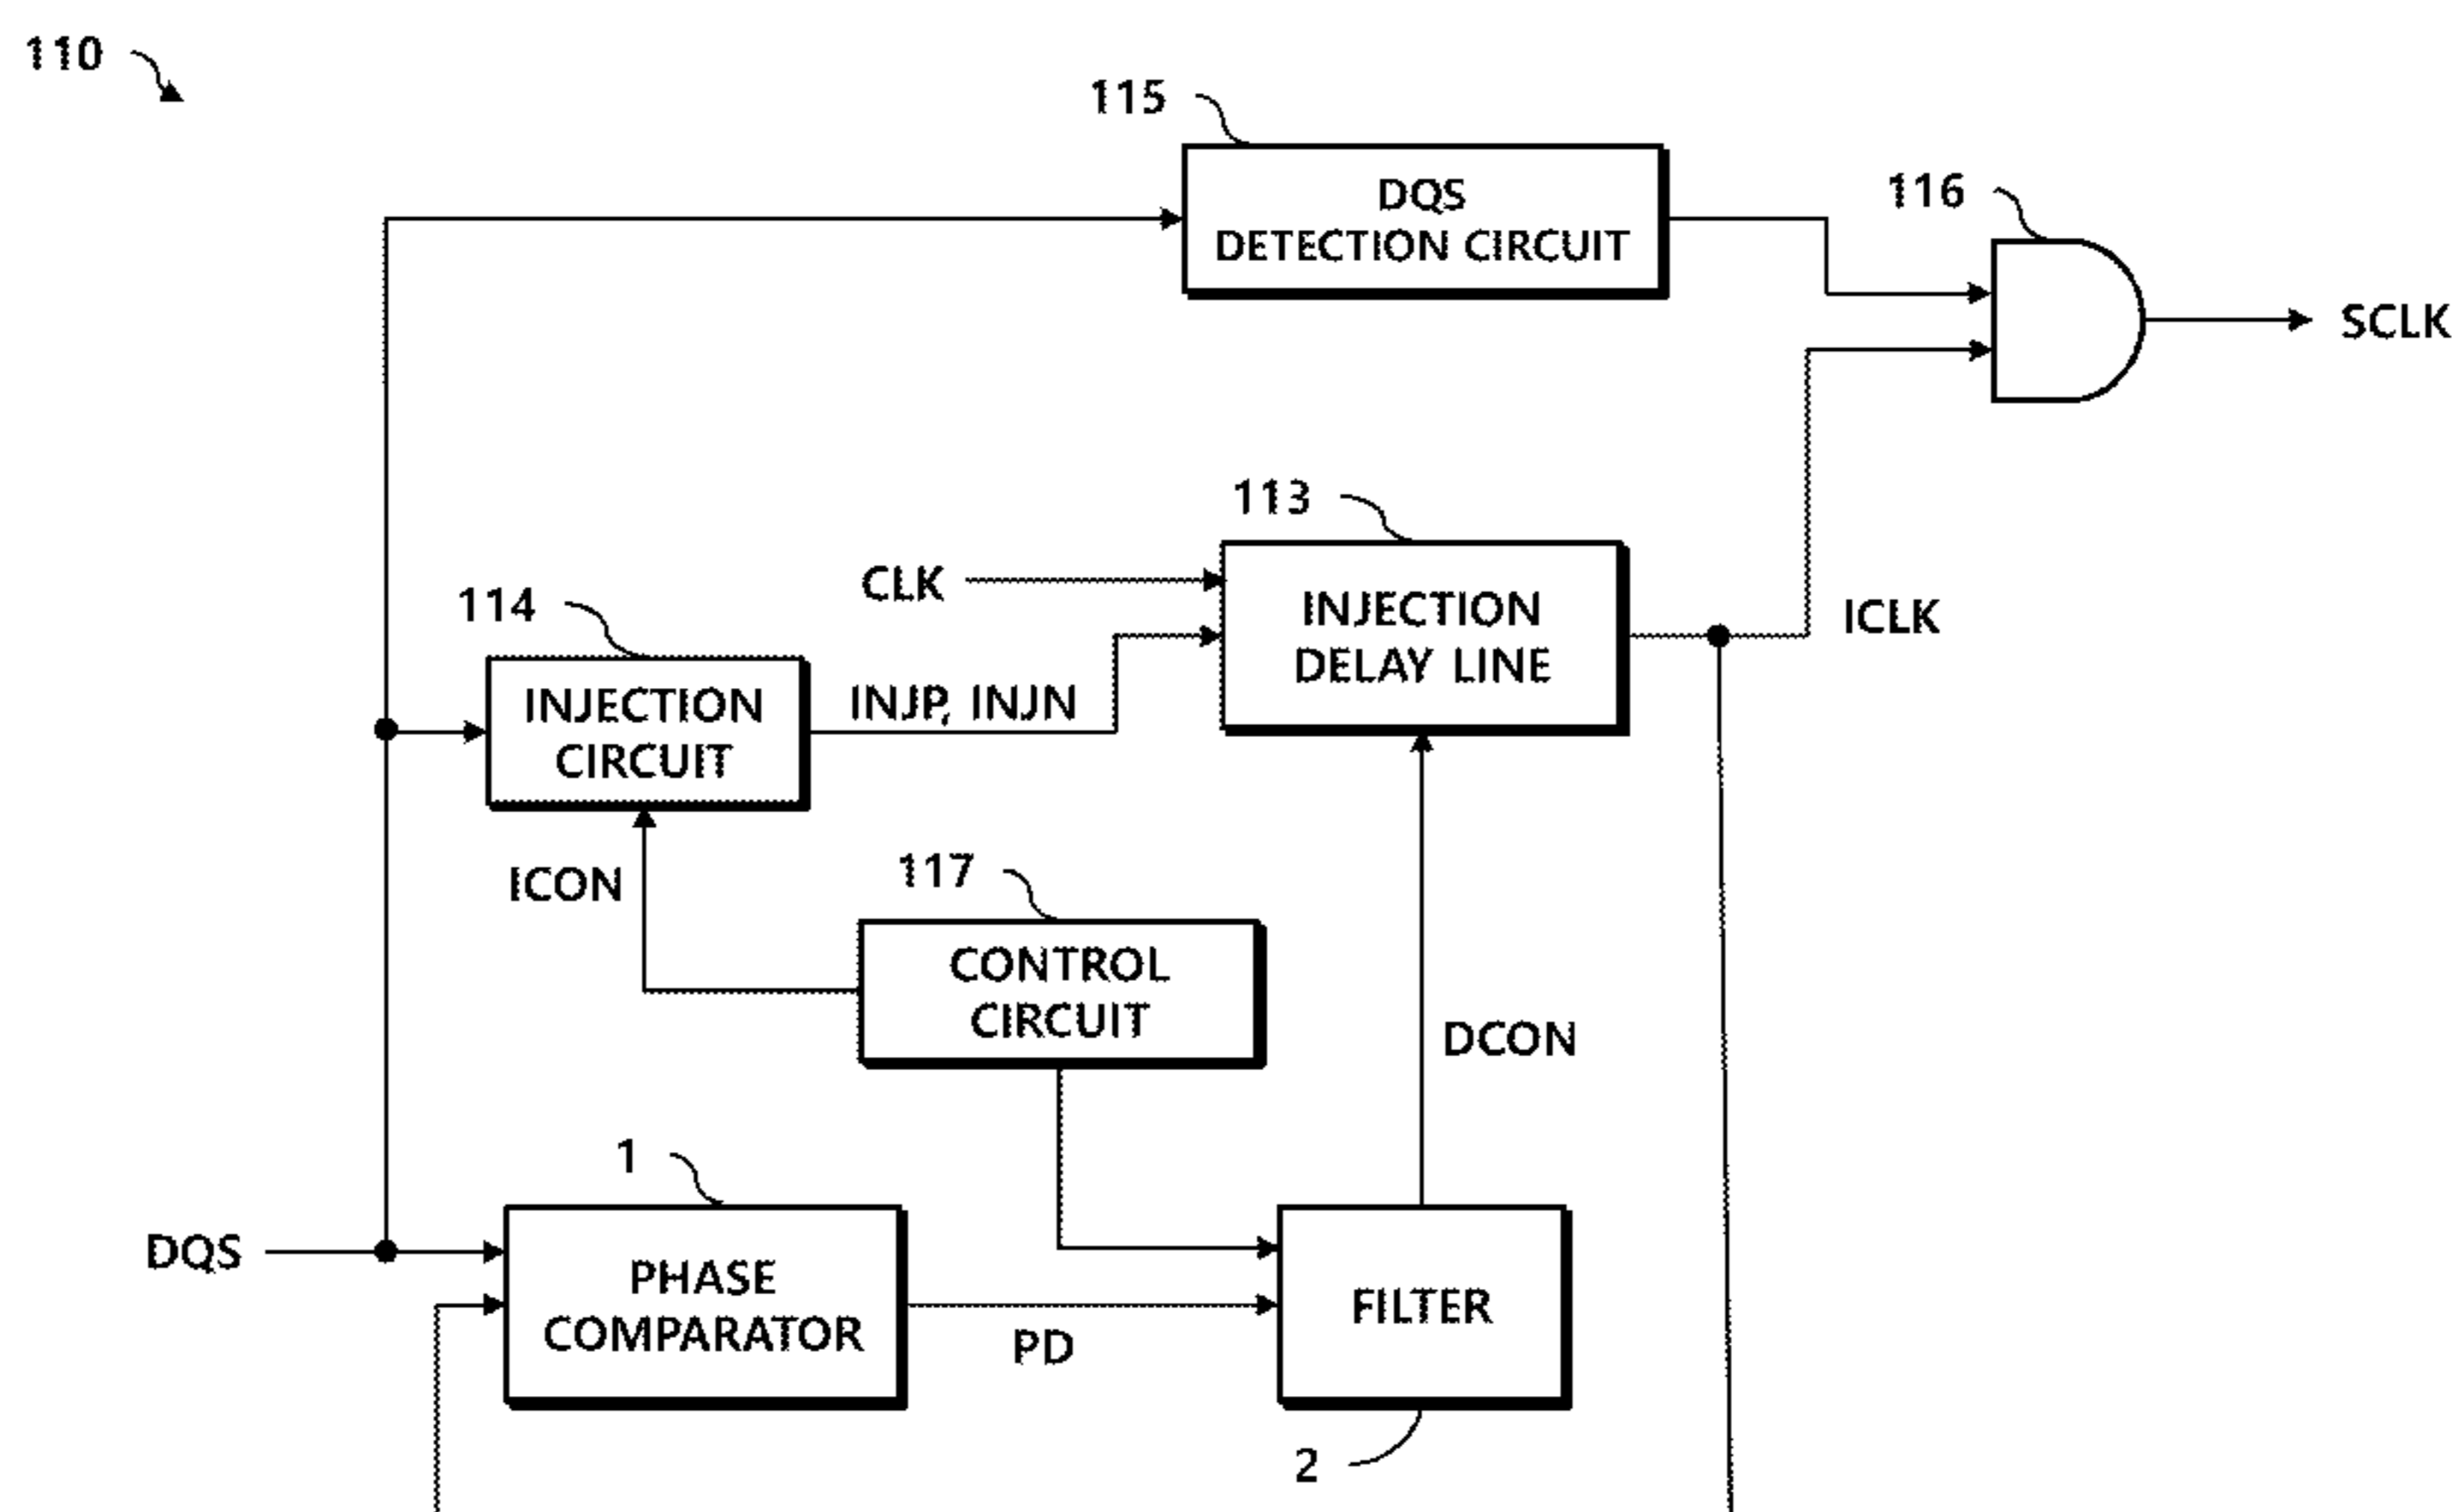 110
115
DQS
DETECTION CIRCUIT
116
SCLK
113
CLK
INJECTION
DELAY LINE
ICLK
114
INJECTION
CIRCUIT
INJP, INJN
ICON
117
CONTROL
CIRCUIT
DCON
1
DQS
PHASE
COMPARATOR
PD
FILTER
2